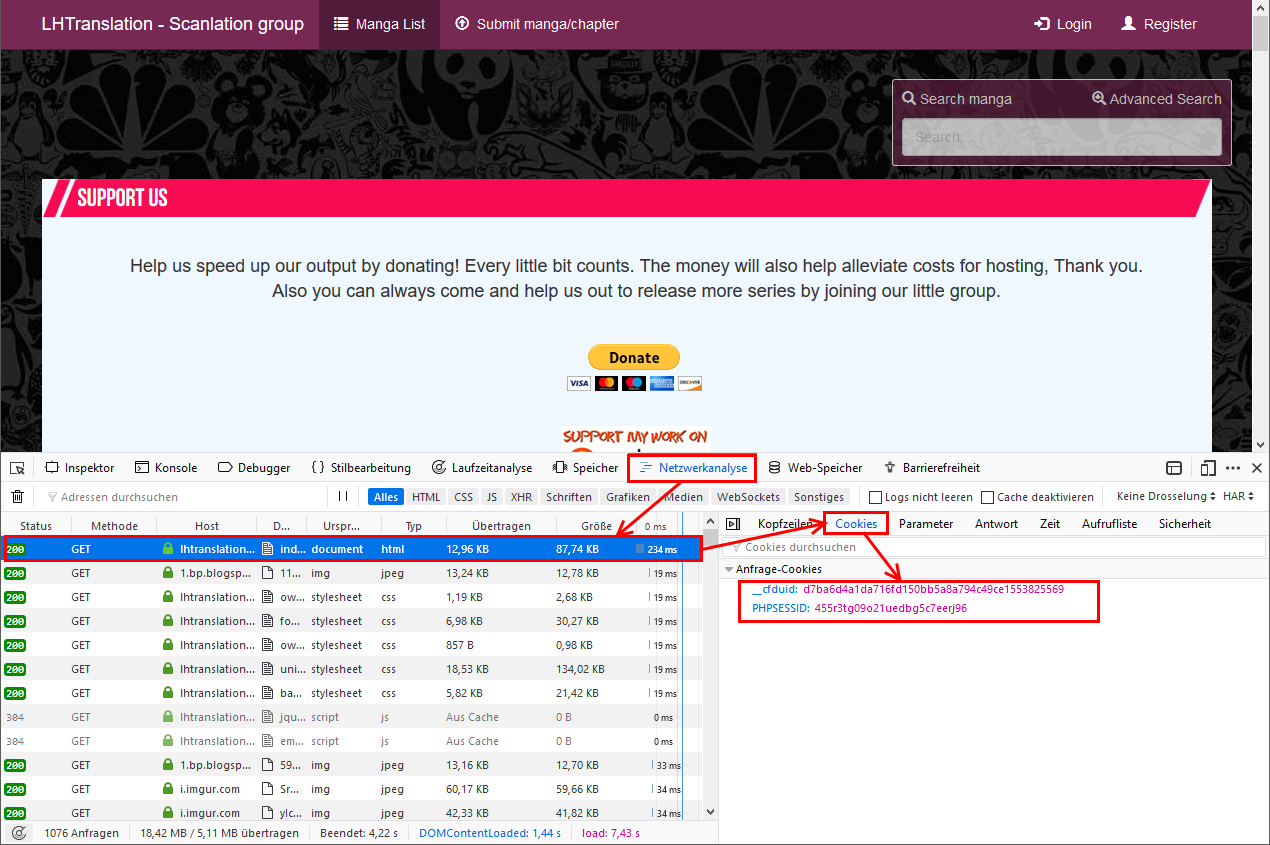 LHTranslation - Scanlation group Manga List Submit manga/chapter Login Register
Search manga Advanced Search
Search...
SUPPORT US
Help us speed up our output by donating! Every little bit counts. The money will also help alleviate costs for hosting, Thank you.
Also you can always come and help us out to release more series by joining our little group.
Donate
VISA DISCOVER
SUPPORT MY WORK ON
Inspektor Konsole Debugger Stilbearbeitung Laufzeitanalyse Speicher Netzwerkanalyse Web-Speicher Barrierefreiheit
Adressen durchsuchen Alles HTML CSS JS XHR Schriften Grafiken Medien WebSockets Sonstiges Logs nicht leeren Cache deaktivieren Keine Drosselung HAR
Status Methode Host D... Urspr... Typ Übertragen Größe 0 ms
200 GET lhtranslation... ind... document html 12,96 KB 87,74 KB 234 ms
200 GET 1.bp.blogsp... 11... img jpeg 13,24 KB 12,78 KB 19 ms
200 GET lhtranslation... ow... stylesheet css 1,19 KB 2,68 KB 19 ms
200 GET lhtranslation... fo... stylesheet css 6,98 KB 30,27 KB 19 ms
200 GET lhtranslation... ow... stylesheet css 857 B 0,98 KB 19 ms
200 GET lhtranslation... uni... stylesheet css 18,53 KB 134,02 KB 19 ms
200 GET lhtranslation... ba... stylesheet css 5,82 KB 21,42 KB 19 ms
304 GET lhtranslation... jqu... script js Aus Cache 0 B 0 ms
304 GET lhtranslation... em... script js Aus Cache 0 B 0 ms
200 GET 1.bp.blogsp... 59... img jpeg 13,16 KB 12,70 KB 33 ms
200 GET i.imgur.com Sr... img jpeg 60,17 KB 59,66 KB 34 ms
200 GET i.imgur.com ylc... img jpeg 42,33 KB 41,82 KB 34 ms
1076 Anfragen 18,42 MB / 5,11 MB übertragen Beendet: 4,22 s DOMContentLoaded: 1,44 s load: 7,43 s
Kopfzeilen Cookies Parameter Antwort Zeit Aufrufliste Sicherheit
Cookies durchsuchen
Anfrage-Cookies
__cfduid: d7ba6d4a1da716fd150bb5a8a794c49ce1553825569
PHPSESSID: 455r3tg09o21uedbg5c7eerj96